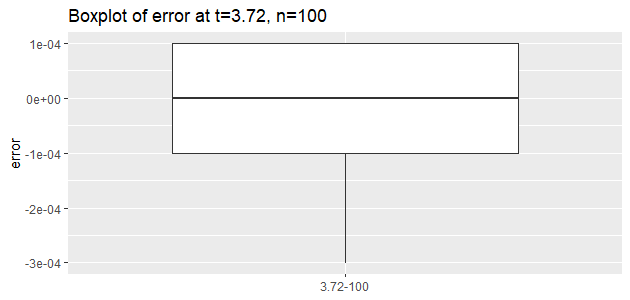 Boxplot of error at t=3.72, n=100
1e-04
0e+00
-1e-04
-2e-04
-3e-04
error
3.72-100